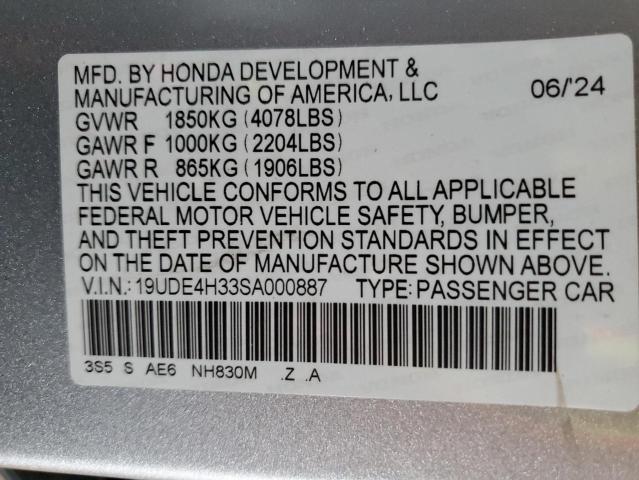 MFD. BY HONDA DEVELOPMENT &
MANUFACTURING OF AMERICA, LLC 06/'24
GVWR 1850KG (4078LBS)
GAWR F 1000KG (2204LBS)
GAWR R 865KG (1906LBS)
THIS VEHICLE CONFORMS TO ALL APPLICABLE
FEDERAL MOTOR VEHICLE SAFETY, BUMPER,
AND THEFT PREVENTION STANDARDS IN EFFECT
ON THE DATE OF MANUFACTURE SHOWN ABOVE.
V.I.N.: 19UDE4H33SA000887 TYPE: PASSENGER CAR
3S5 S AE6 NH830M .Z .A